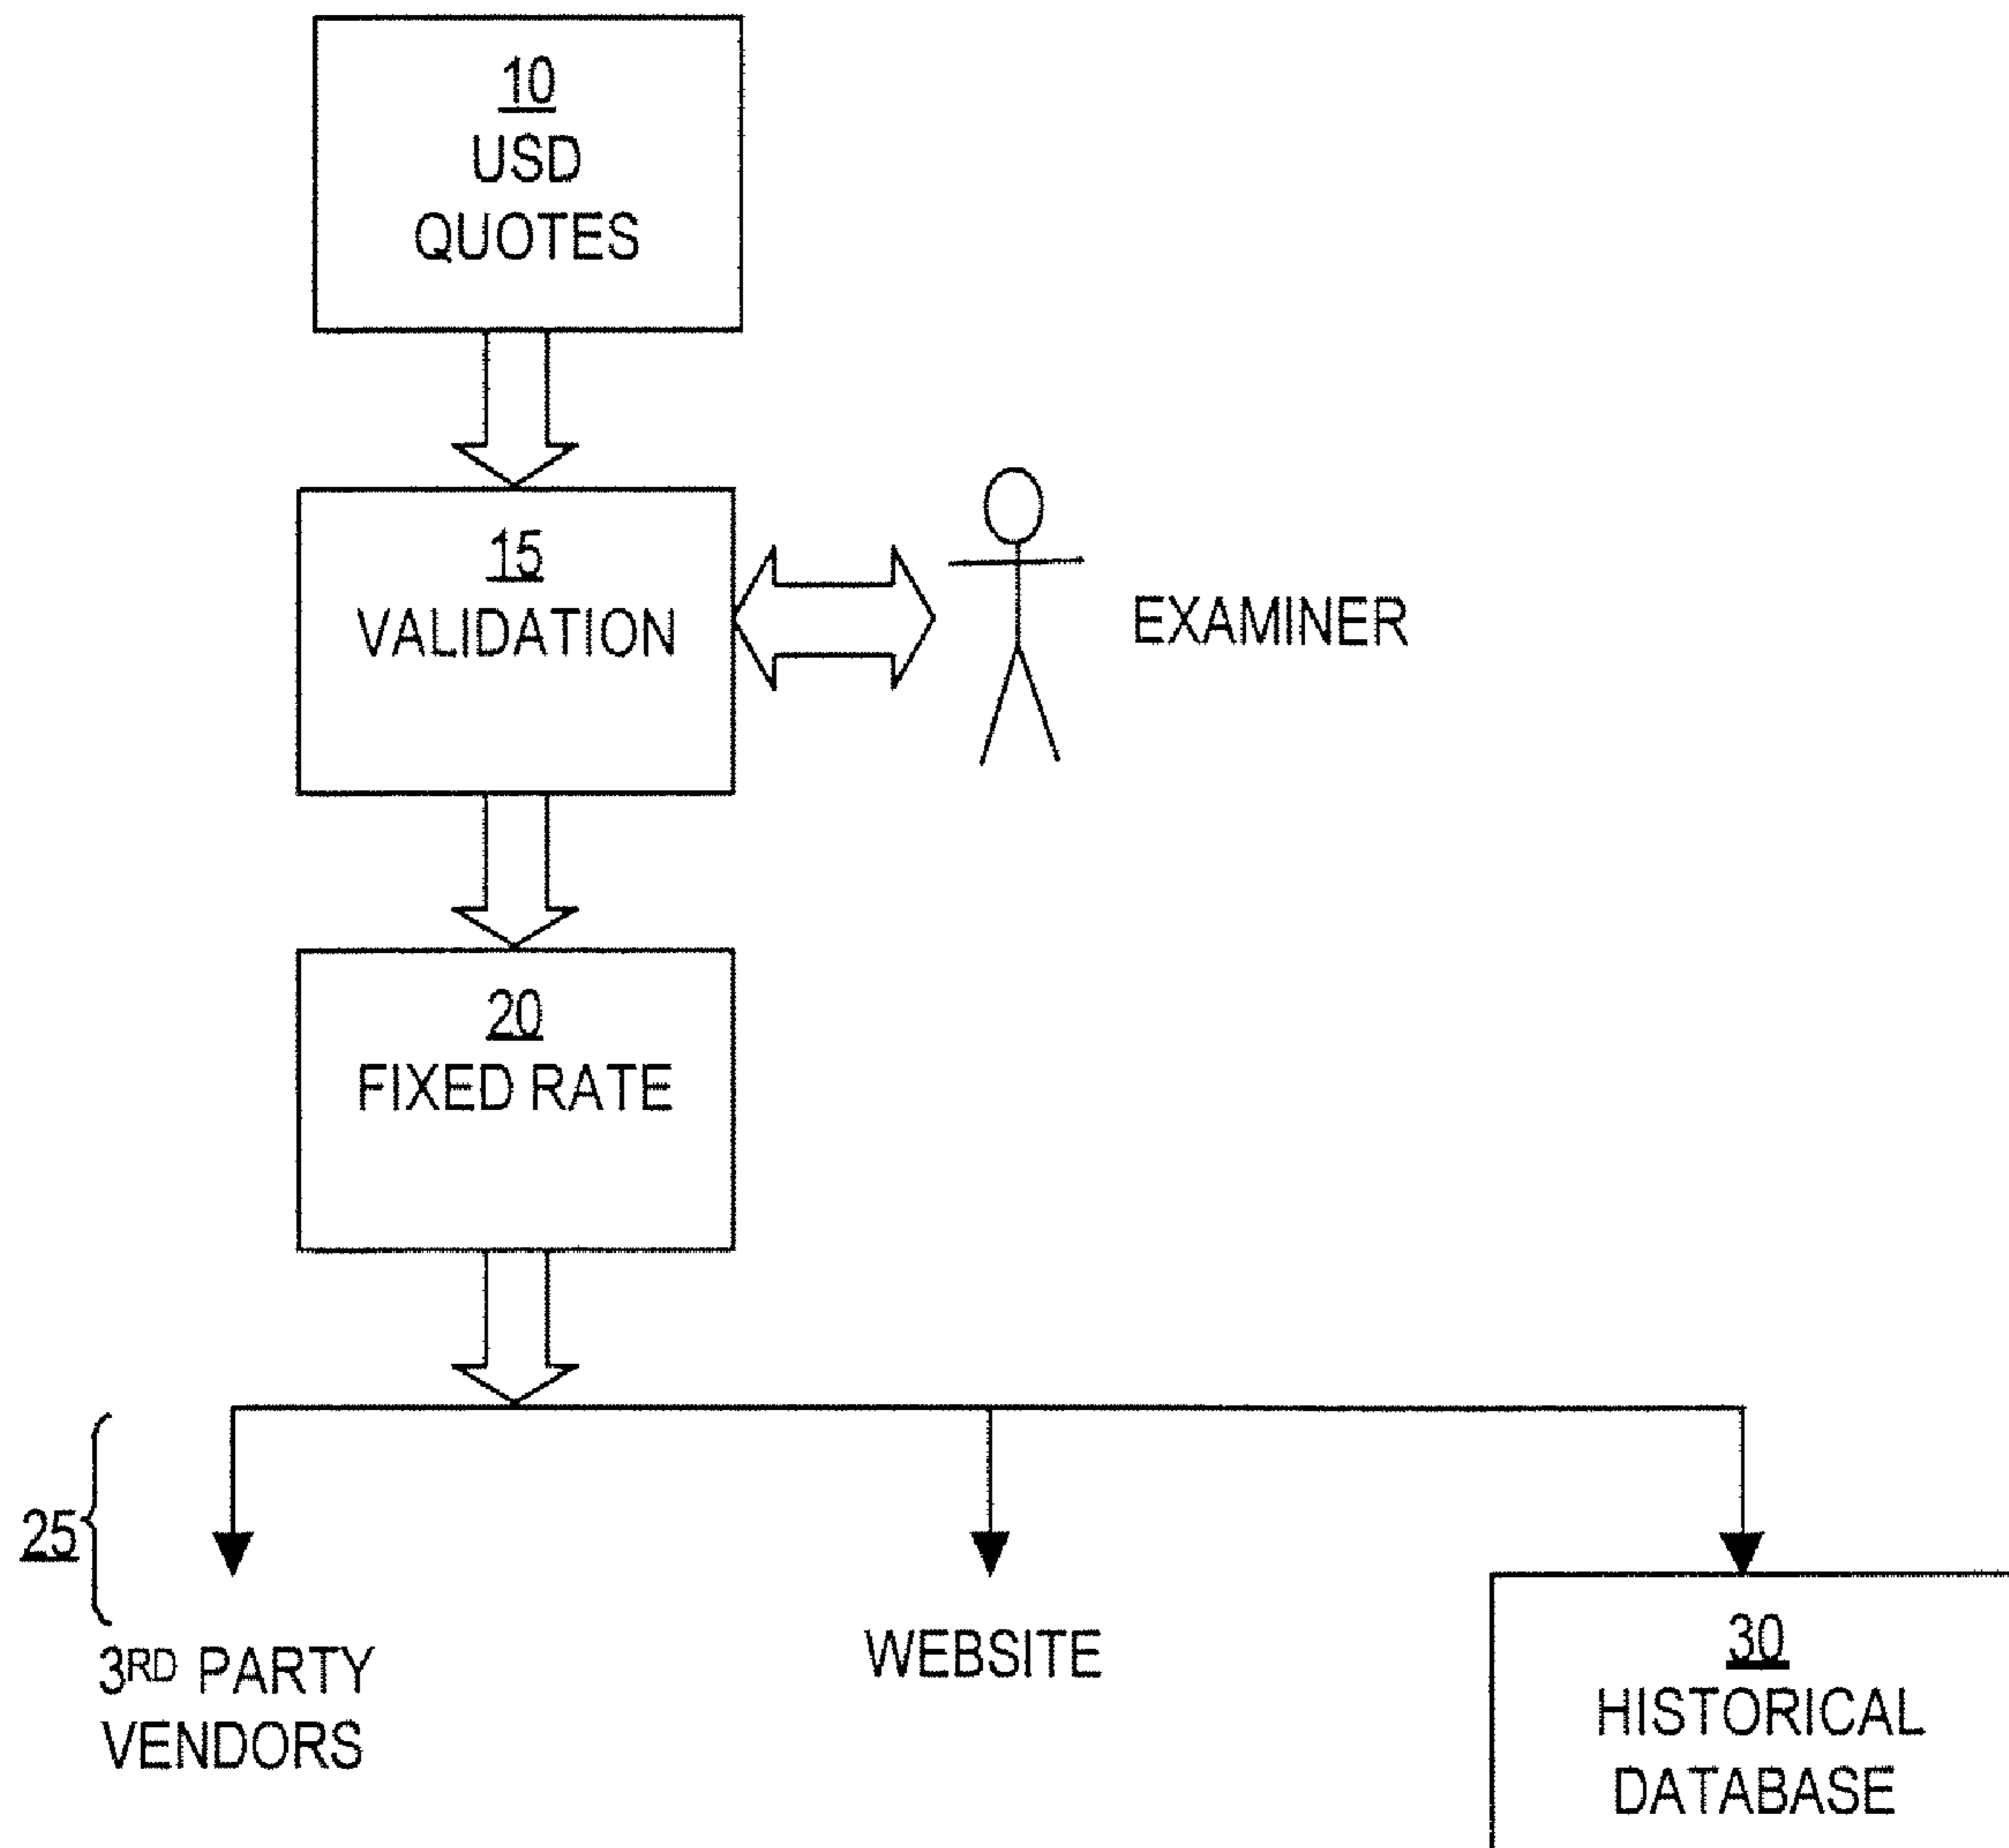 10
USD
QUOTES
15
VALIDATION
EXAMINER
20
FIXED RATE
25
3RD PARTY
VENDORS
WEBSITE
30
HISTORICAL
DATABASE